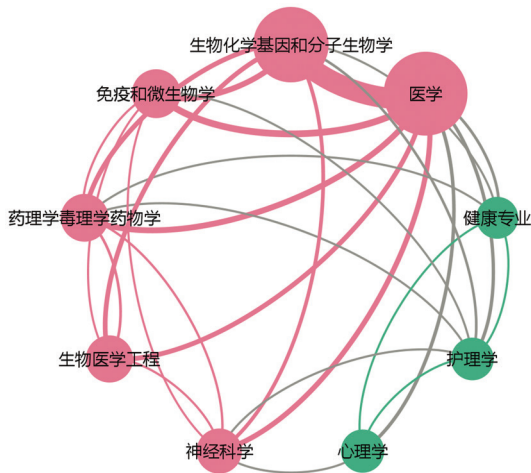 生物化学基因和分子生物学
医学
免疫和微生物学
药理学毒理学药物学
健康专业
生物医学工程
护理学
神经科学
心理学